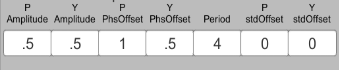 P Y P Y P Y
Amplitude Amplitude PhsOffset PhsOffset Period stdOffset stdOffset
.5 .5 1 .5 4 0 0